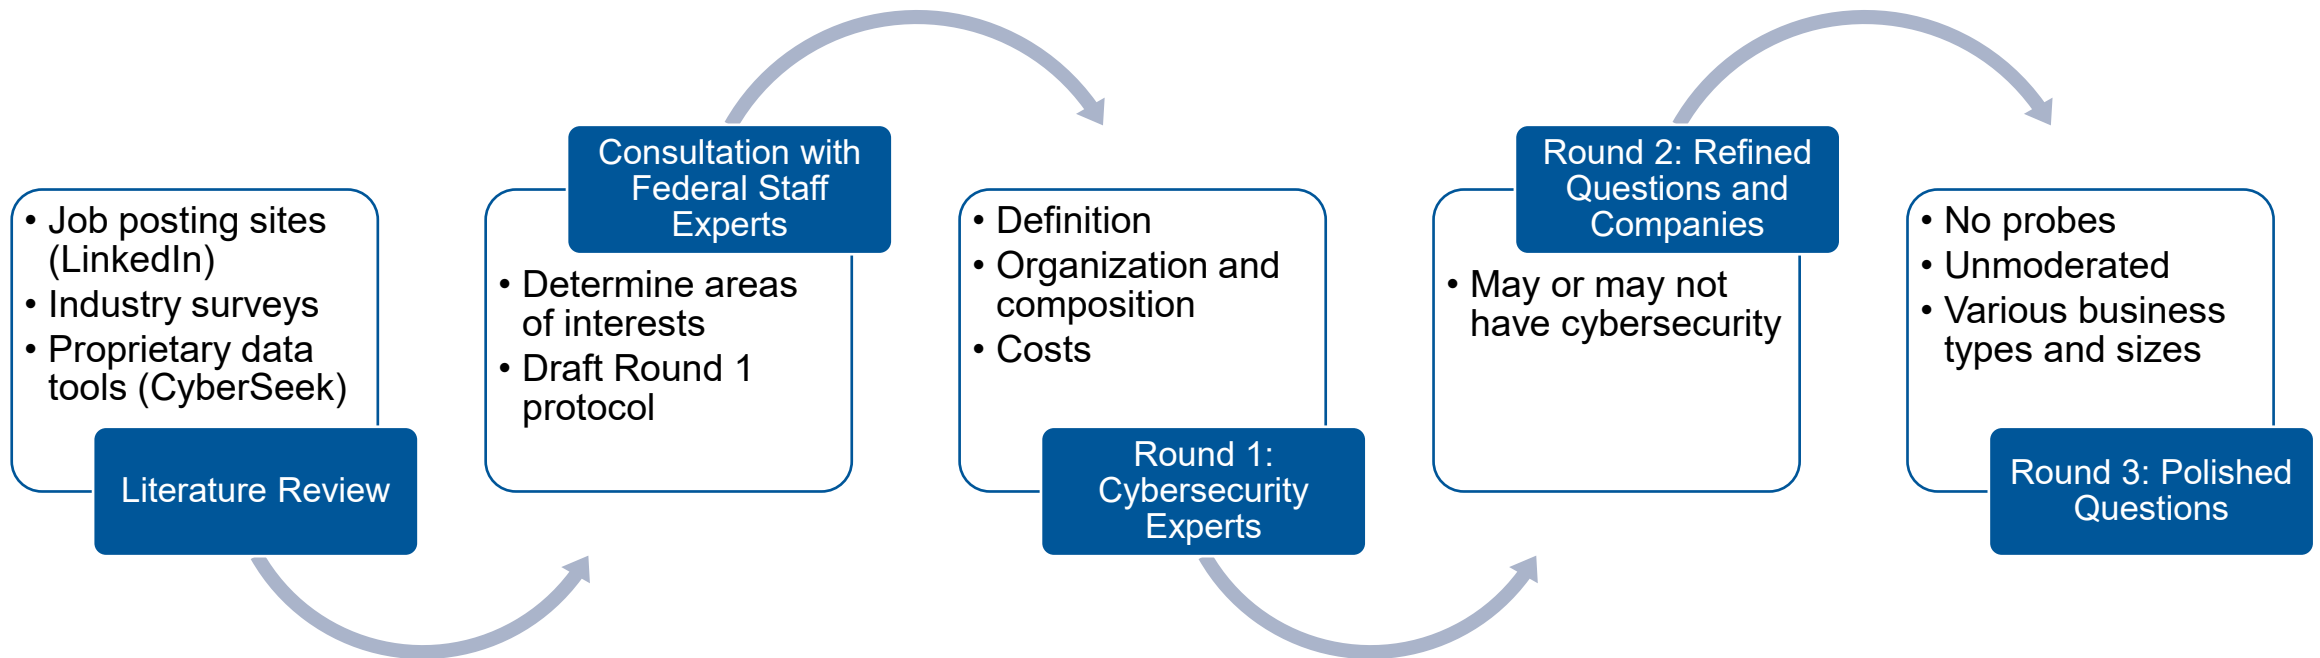 • Job posting sites
(LinkedIn)
• Industry surveys
• Proprietary data
tools (CyberSeek)
Literature Review
Consultation with
Federal Staff
Experts
• Determine areas
of interests
• Draft Round 1
protocol
• Definition
• Organization and
composition
• Costs
Round 1:
Cybersecurity
Experts
Round 2: Refined
Questions and
Companies
• May or may not
have cybersecurity
• No probes
• Unmoderated
• Various business
types and sizes
Round 3: Polished
Questions